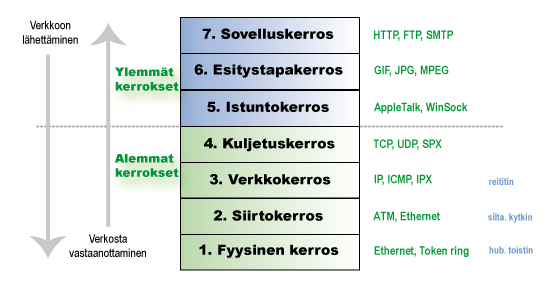 Verkkoon
lähettäminen
7. Sovelluskerros
HTTP, FTP, SMTP
Ylemmät
kerrokset
6. Esitystapakerros
GIF, JPG, MPEG
5. Istuntokerros
AppleTalk, WinSock
Alemmat
kerrokset
4. Kuljetuskerros
TCP, UDP, SPX
3. Verkkokerros
IP, ICMP, IPX
reititin
2. Siirtokerros
ATM, Ethernet
silta. kytkin
Verkosta
vastaanottaminen
1. Fyysinen kerros
Ethernet, Token ring
hub. toistin